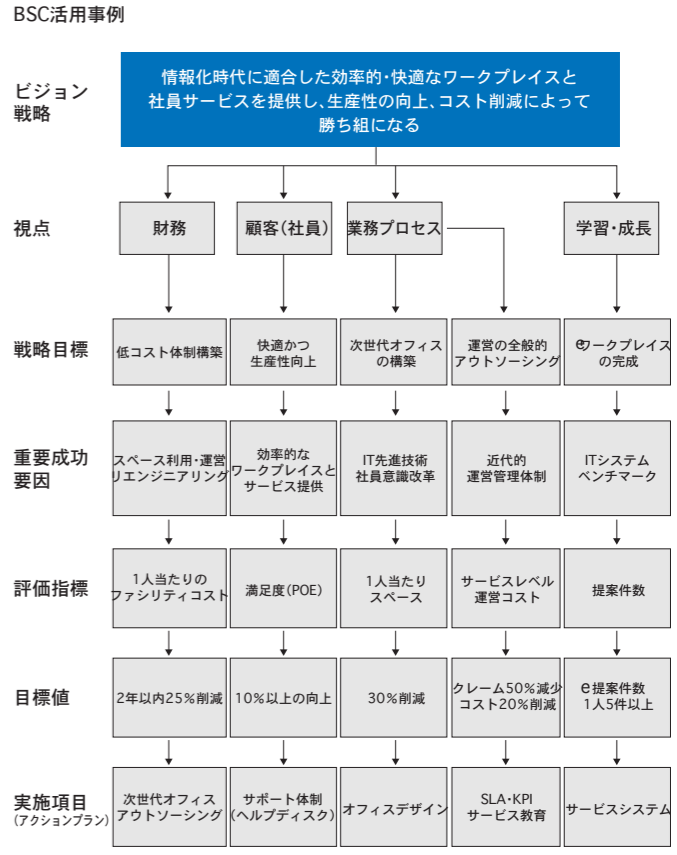 BSC活用事例
ビジョン
戦略
情報化時代に適合した効率的・快適なワークプレイスと
社員サービスを提供し、生産性の向上、コスト削減によって
勝ち組になる
視点
財務
顧客（社員）
業務プロセス
学習・成長
戦略目標
低コスト体制構築
快適かつ
生産性向上
次世代オフィス
の構築
運営の全般的
アウトソーシング
eワークプレイス
の完成
重要成功
要因
スペース利用・運営
リエンジニアリング
効率的な
ワークプレイスと
サービス提供
IT先進技術
社員意識改革
近代的
運営管理体制
ITシステム
ベンチマーク
評価指標
1人当たりの
ファシリティコスト
満足度（POE）
1人当たり
スペース
サービスレベル
運営コスト
提案件数
目標値
2年以内25％削減
10％以上の向上
30％削減
クレーム50％減少
コスト20％削減
e提案件数
1人5件以上
実施項目
（アクションプラン）
次世代オフィス
アウトソーシング
サポート体制
（ヘルプディスク）
オフィスデザイン
SLA・KPI
サービス教育
サービスシステム